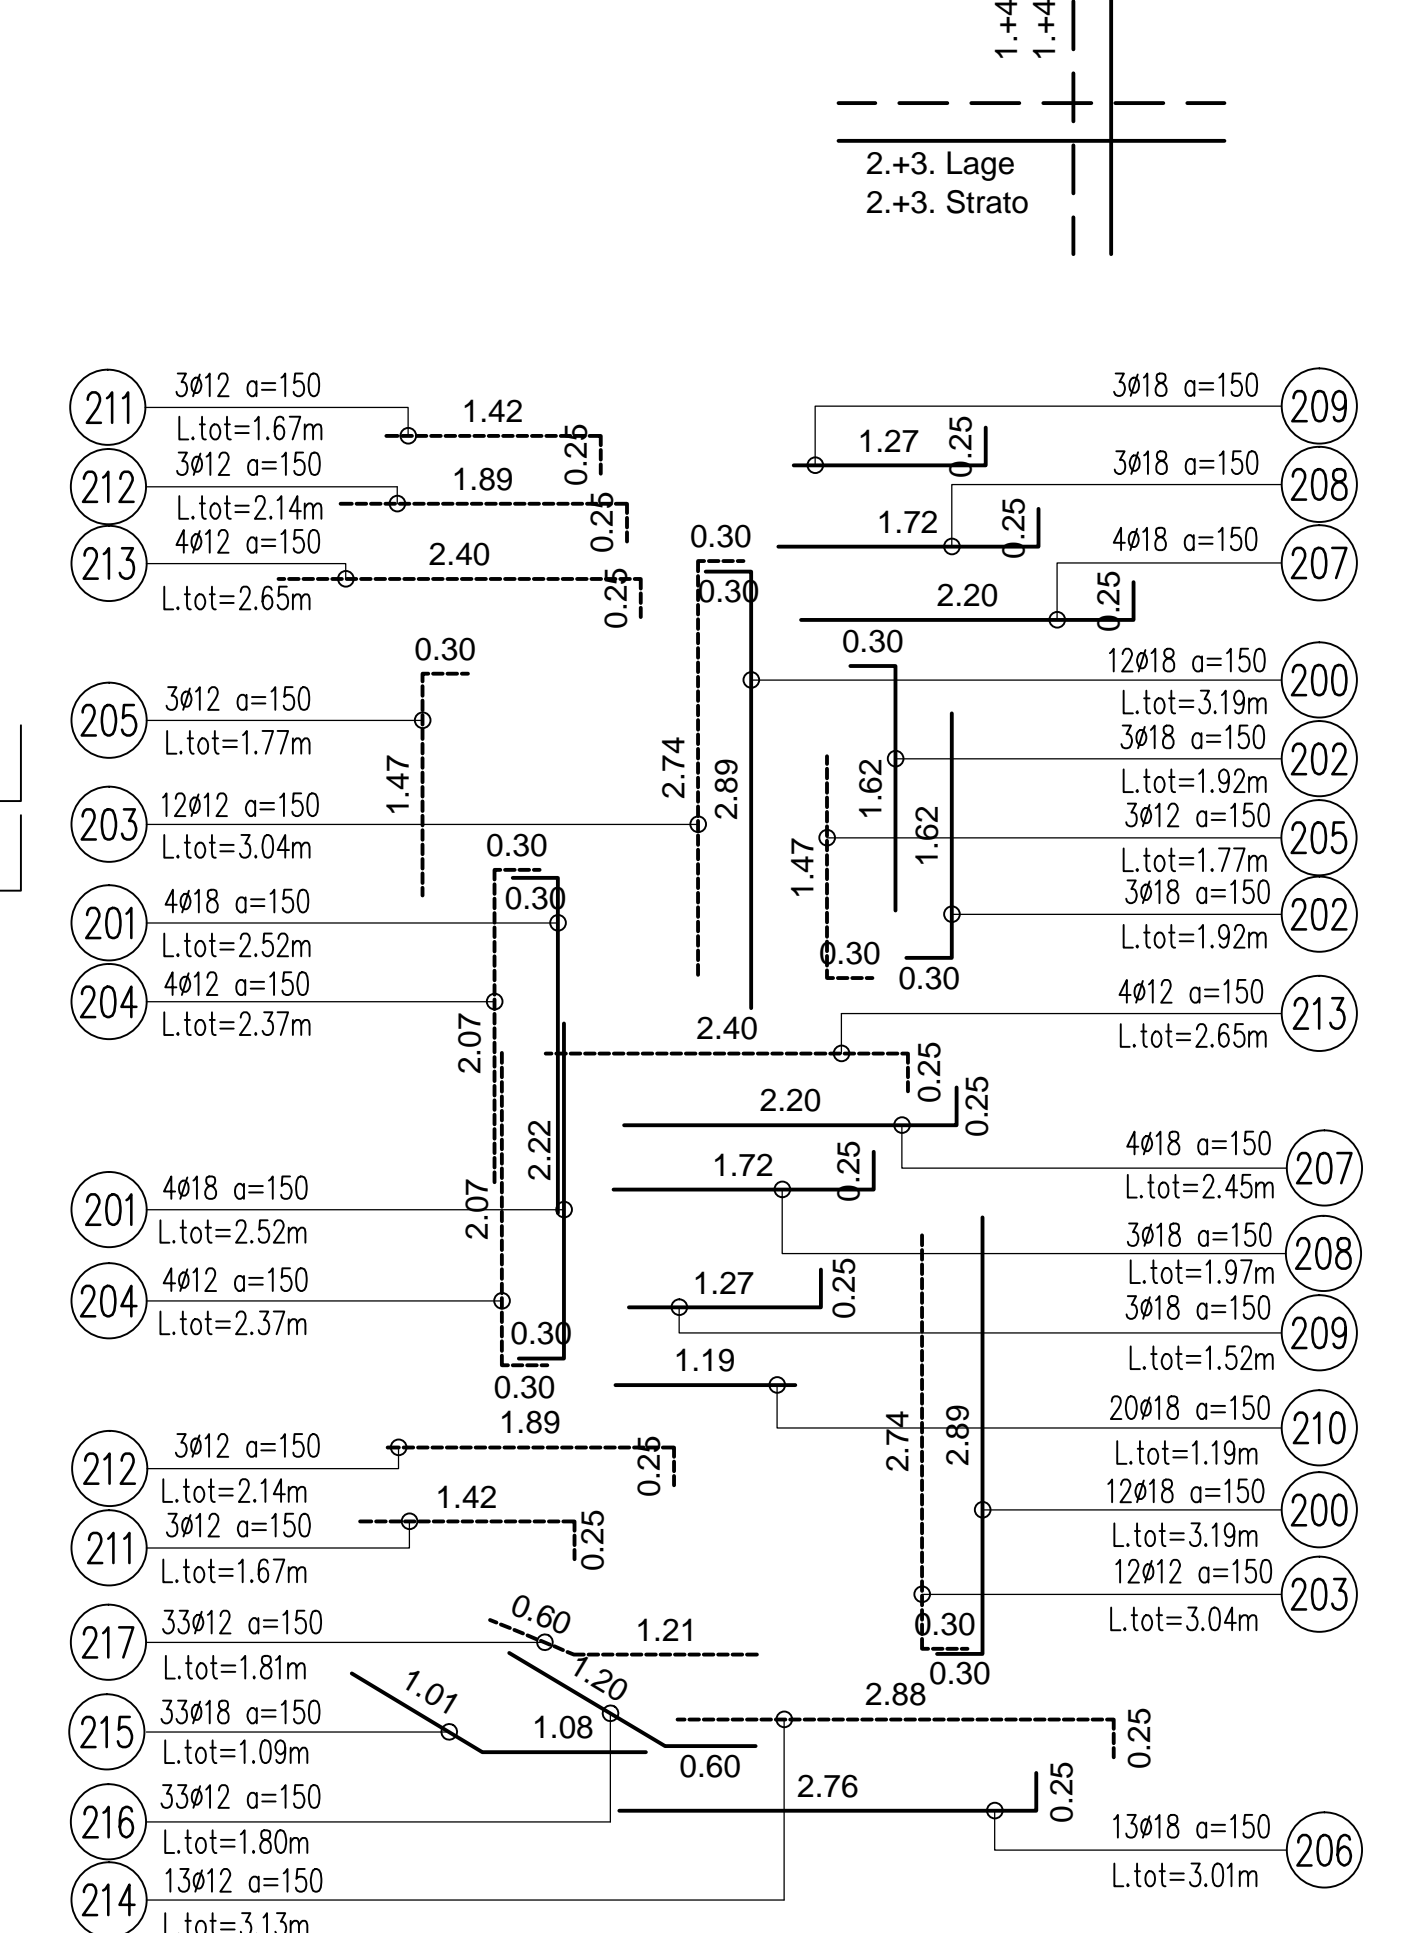 1.+4
1.+4
2.+3. Lage
2.+3. Strato
211
3ø12 a=150
L.tot=1.67m
1.42
0.25
212
3ø12 a=150
L.tot=2.14m
1.89
0.25
213
4ø12 a=150
L.tot=2.65m
2.40
0.25
209
3ø18 a=150
1.27
0.25
208
3ø18 a=150
1.72
0.25
207
4ø18 a=150
2.20
0.25
0.30
0.30
2.74
2.89
0.30
205
3ø12 a=150
L.tot=1.77m
1.47
203
12ø12 a=150
L.tot=3.04m
0.30
0.30
201
4ø18 a=150
L.tot=2.52m
204
4ø12 a=150
L.tot=2.37m
2.07
2.22
2.07
201
4ø18 a=150
L.tot=2.52m
204
4ø12 a=150
L.tot=2.37m
0.30
0.30
0.30
1.62
1.62
1.47
0.30
0.30
12ø18 a=150
L.tot=3.19m
200
3ø18 a=150
L.tot=1.92m
202
3ø12 a=150
L.tot=1.77m
205
3ø18 a=150
L.tot=1.92m
202
4ø12 a=150
L.tot=2.65m
213
2.40
0.25
2.20
0.25
4ø18 a=150
L.tot=2.45m
207
1.72
0.25
3ø18 a=150
L.tot=1.97m
208
1.27
0.25
3ø18 a=150
L.tot=1.52m
209
1.19
20ø18 a=150
L.tot=1.19m
210
2.74
2.89
12ø18 a=150
L.tot=3.19m
200
12ø12 a=150
L.tot=3.04m
203
0.30
0.30
212
3ø12 a=150
L.tot=2.14m
1.89
0.25
211
3ø12 a=150
L.tot=1.67m
1.42
0.25
217
33ø12 a=150
L.tot=1.81m
0.60
1.21
215
33ø18 a=150
L.tot=1.09m
1.01
1.08
216
33ø12 a=150
L.tot=1.80m
1.20
0.60
214
13ø12 a=150
L.tot=3.13m
2.88
0.25
2.76
0.25
13ø18 a=150
L.tot=3.01m
206